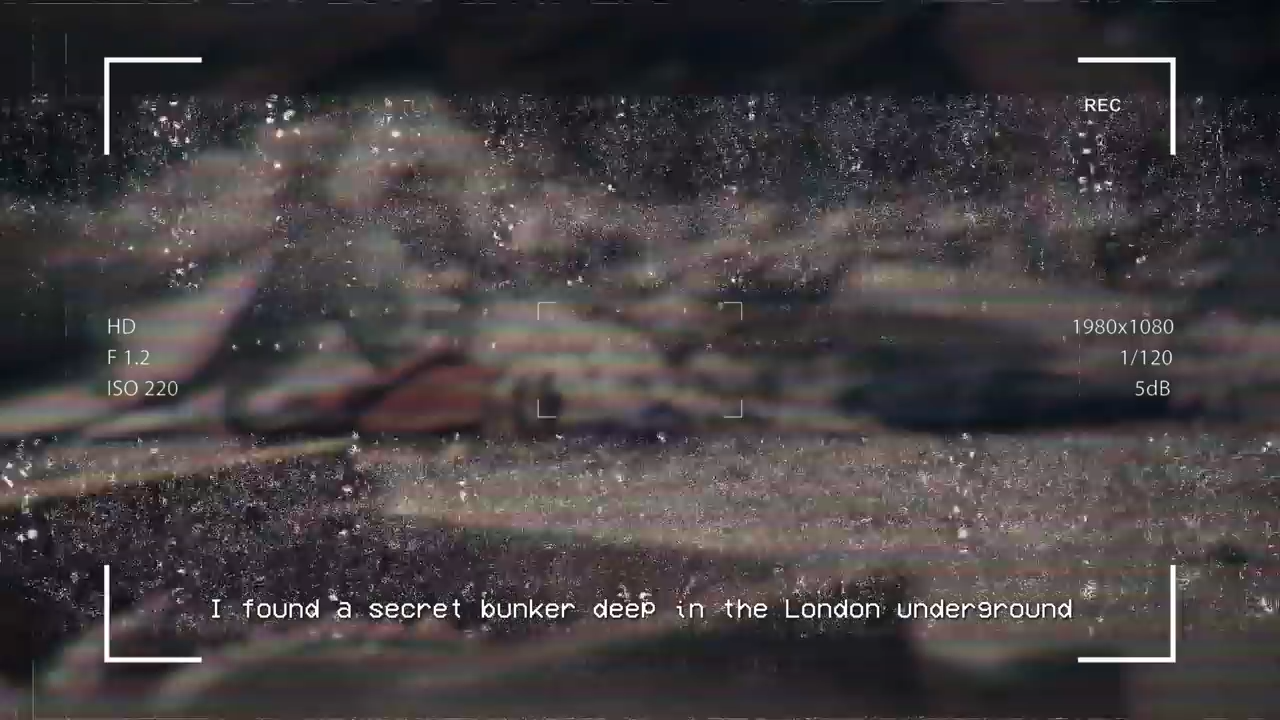 REC
HD
1980x1080
F 1.2
1/120
ISO 220
5dB
I found a secret bunker deep in the London underground